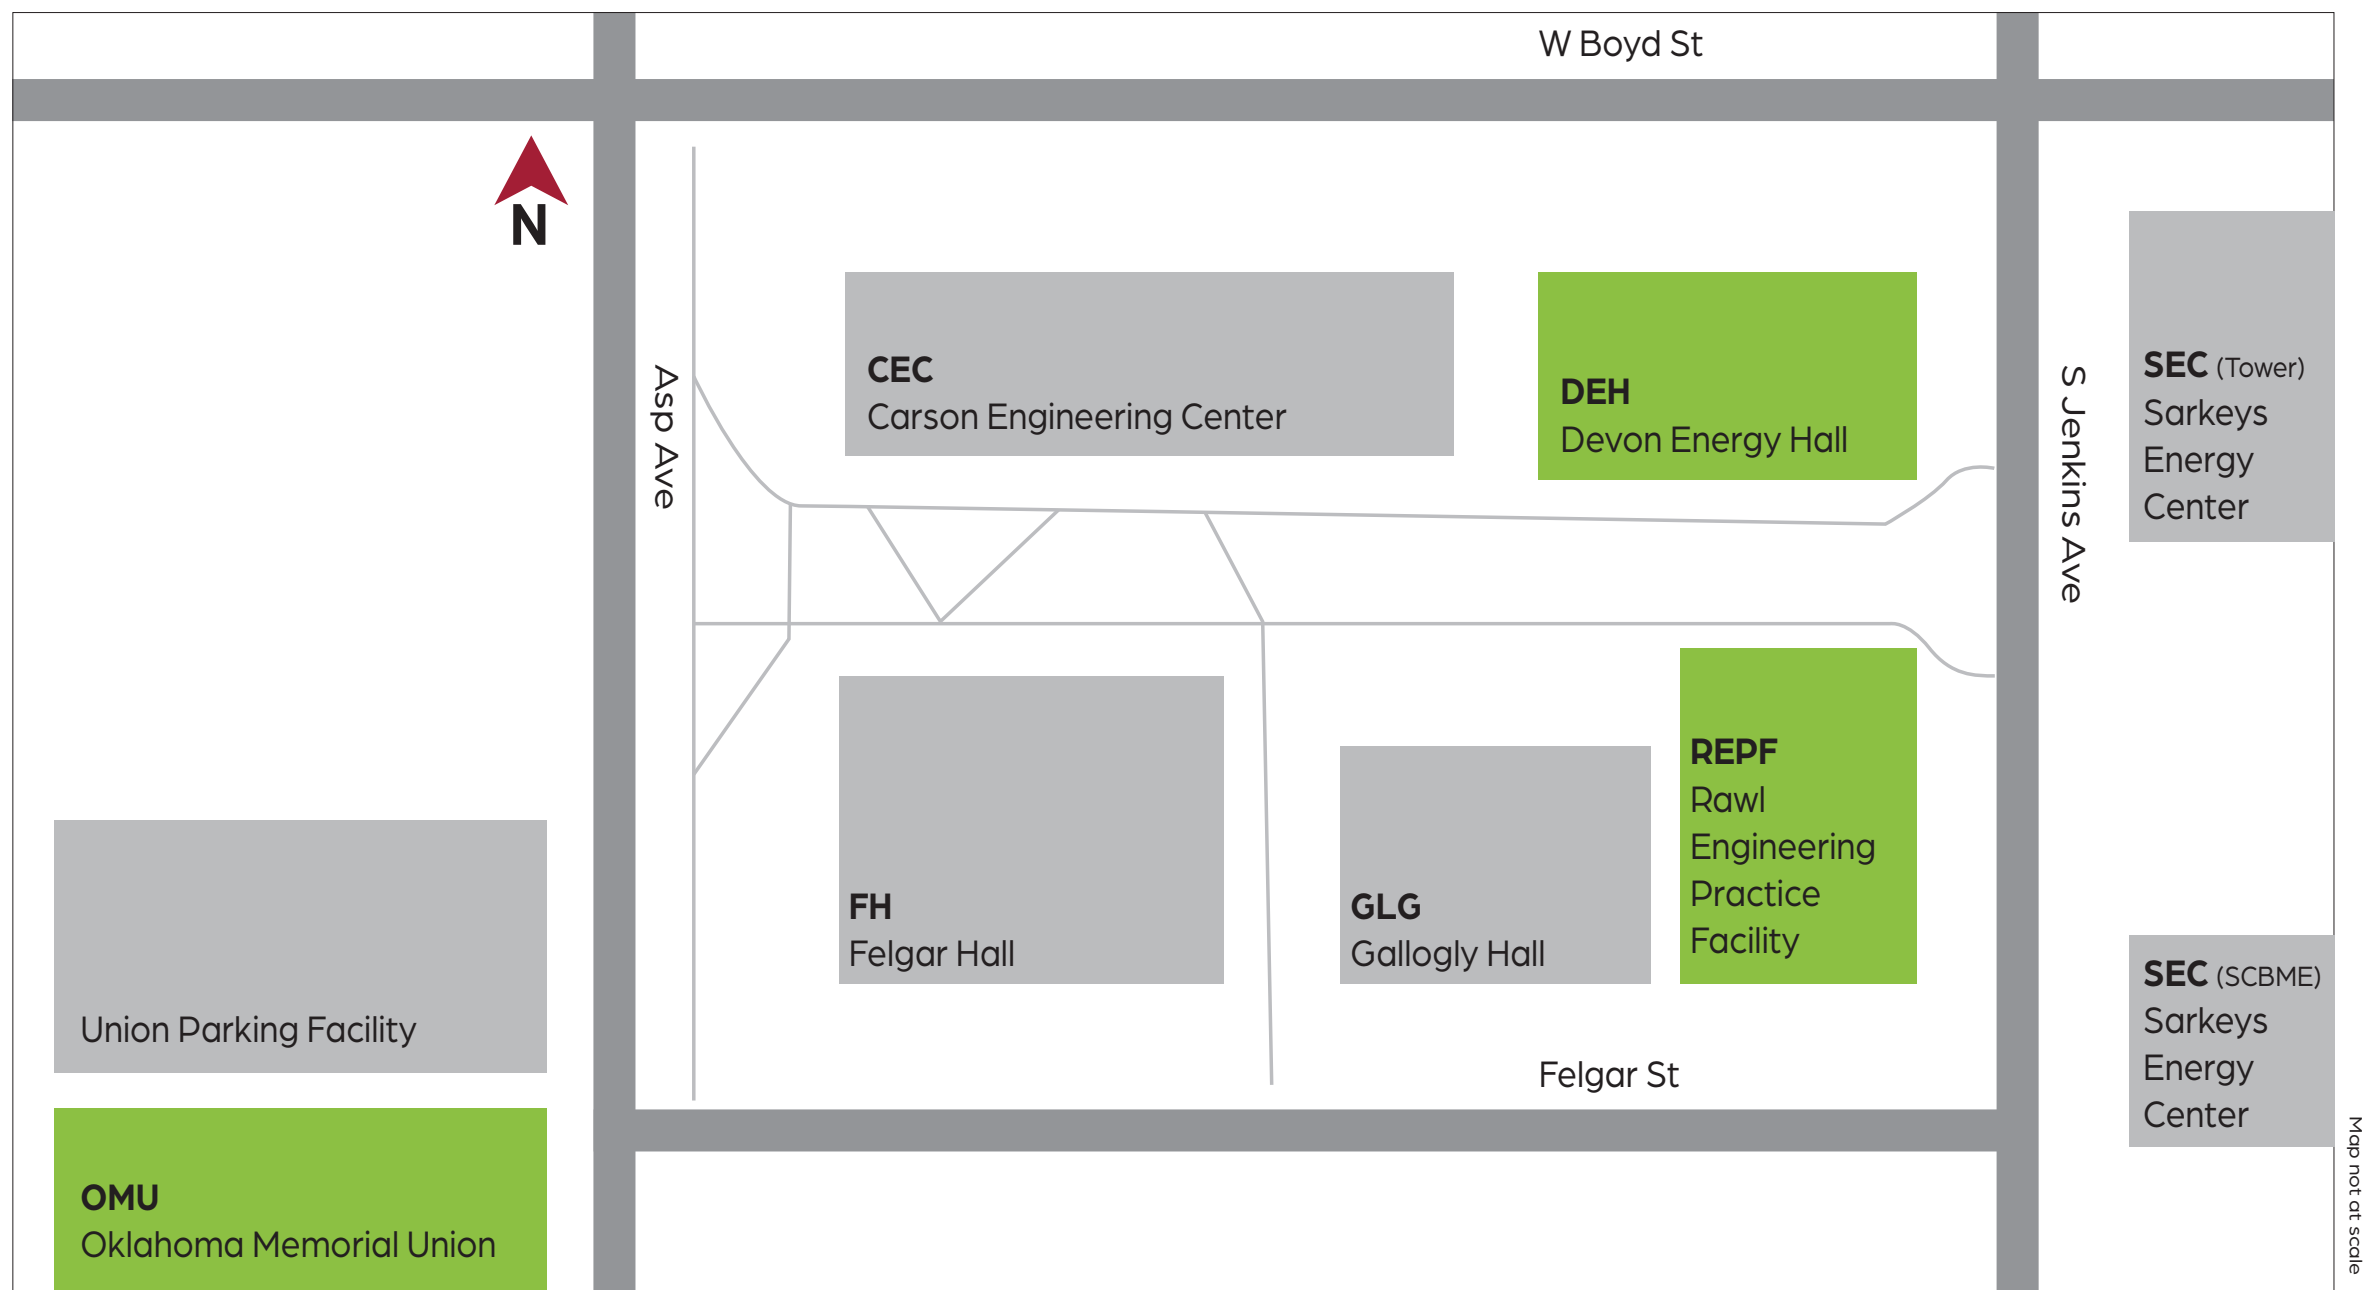 W Boyd St
N
Asp Ave
CEC
Carson Engineering Center
DEH
Devon Energy Hall
S Jenkins Ave
SEC (Tower)
Sarkeys
Energy
Center
REPF
Rawl
Engineering
Practice
Facility
FH
Felgar Hall
GLG
Gallogly Hall
Union Parking Facility
SEC (SCBME)
Sarkeys
Energy
Center
Felgar St
OMU
Oklahoma Memorial Union
Map not at scale